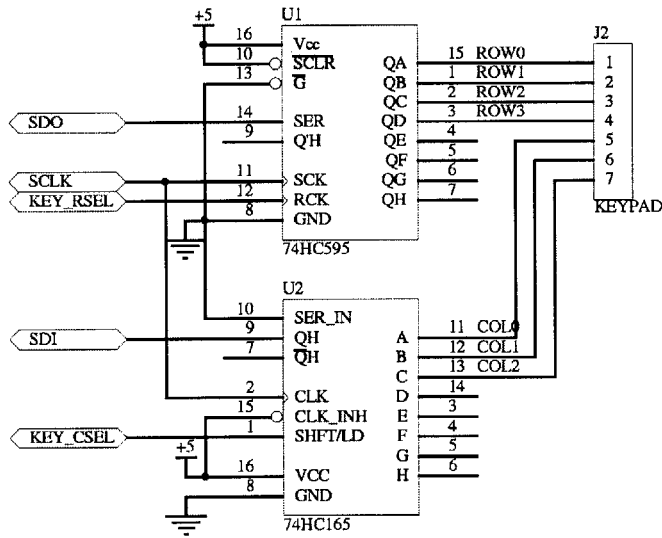 +5
U1
J2
16 Vcc
10 SCLR
13 G
14 SER
9 Q'H
11 SCK
12 RCK
8 GND
QA 15 ROW0
QB 1 ROW1
QC 2 ROW2
QD 3 ROW3
QE 4
QF 5
QG 6
QH 7
1
2
3
4
5
6
7
KEYPAD
SDO
SCLK
KEY_RSEL
74HC595
U2
10 SER_IN
9 QH
7 QH
2 CLK
15 CLK_INH
1 SHFT/LD
16 VCC
8 GND
A 11 COL0
B 12 COL1
C 13 COL2
D 14
E 3
F 4
G 5
H 6
SDI
KEY_CSEL
+5
74HC165